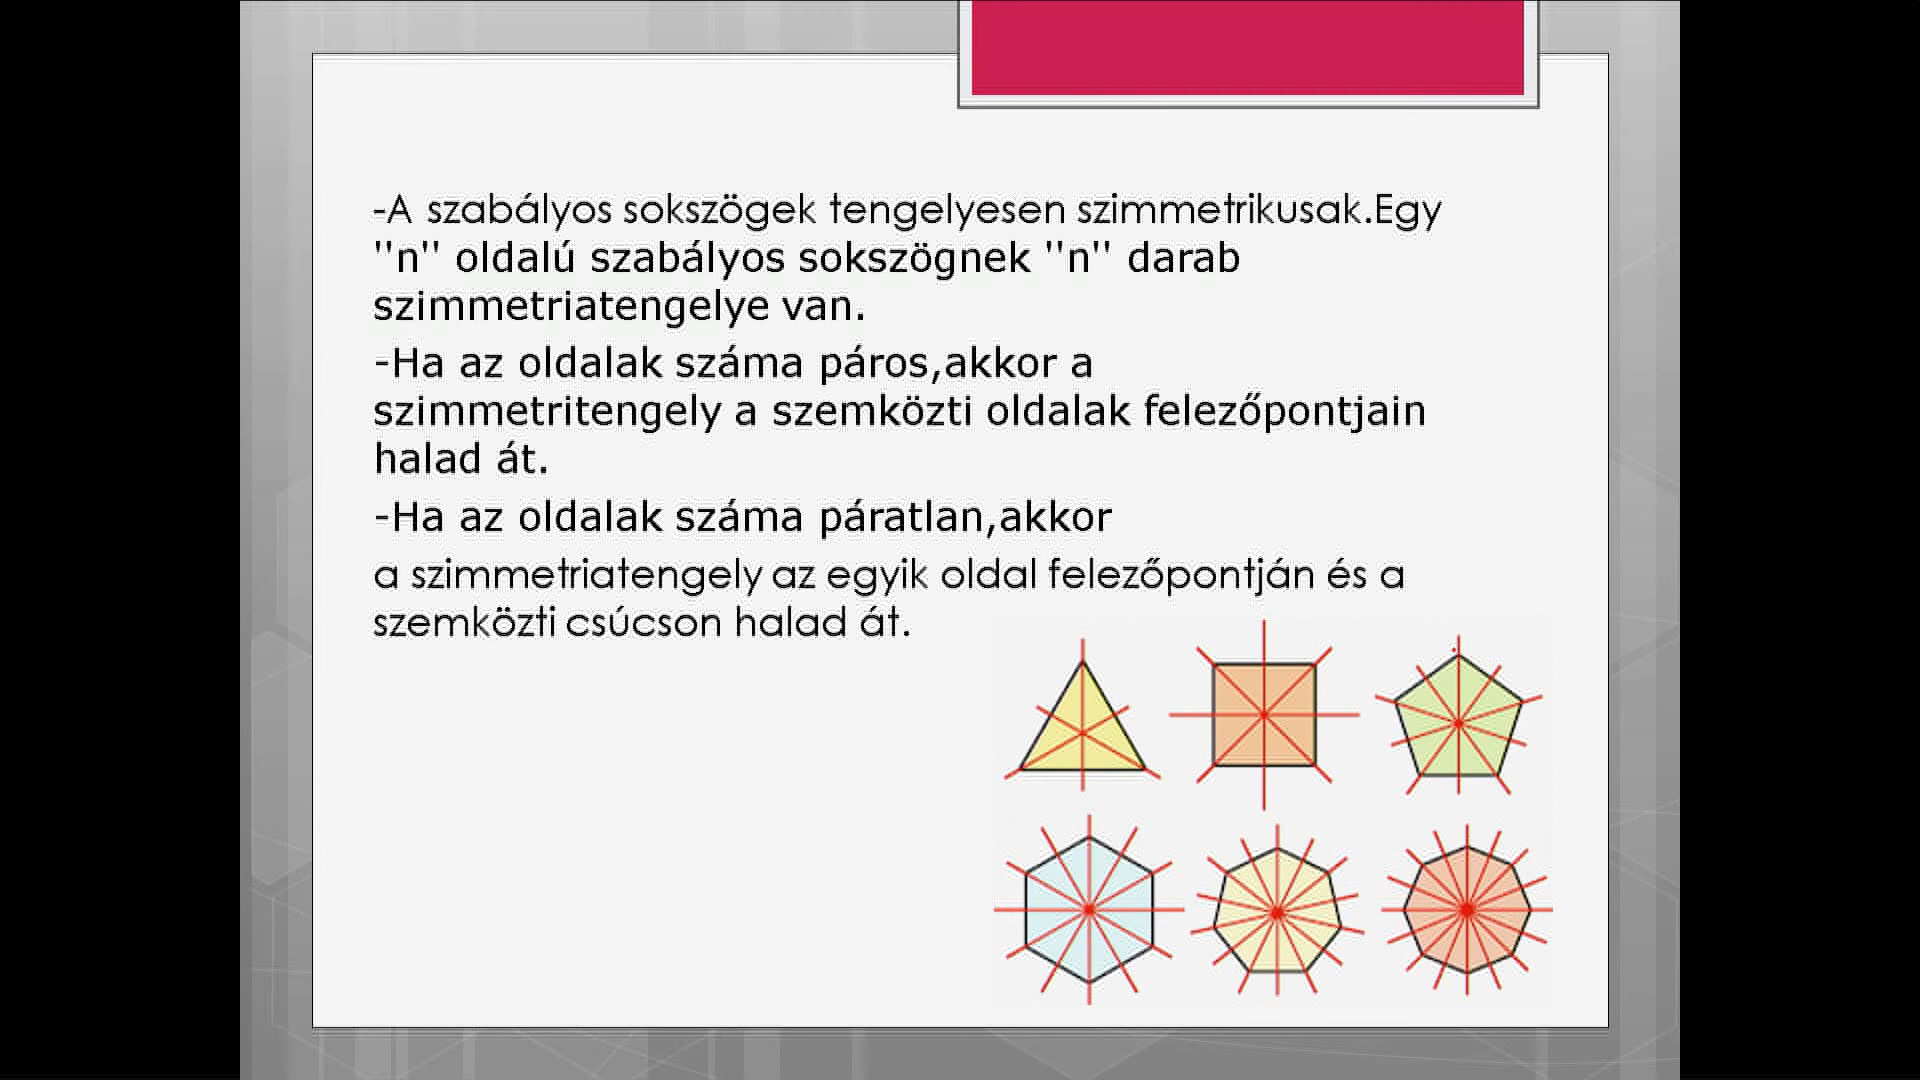 -A szabályos sokszögek tengelyesen szimmetrikusak.Egy
''n'' oldalú szabályos sokszögnek ''n'' darab
szimmetriatengelye van.
-Ha az oldalak száma páros,akkor a
szimmetritengely a szemközti oldalak felezőpontjain
halad át.
-Ha az oldalak száma páratlan,akkor
a szimmetriatengely az egyik oldal felezőpontján és a
szemközti csúcson halad át.